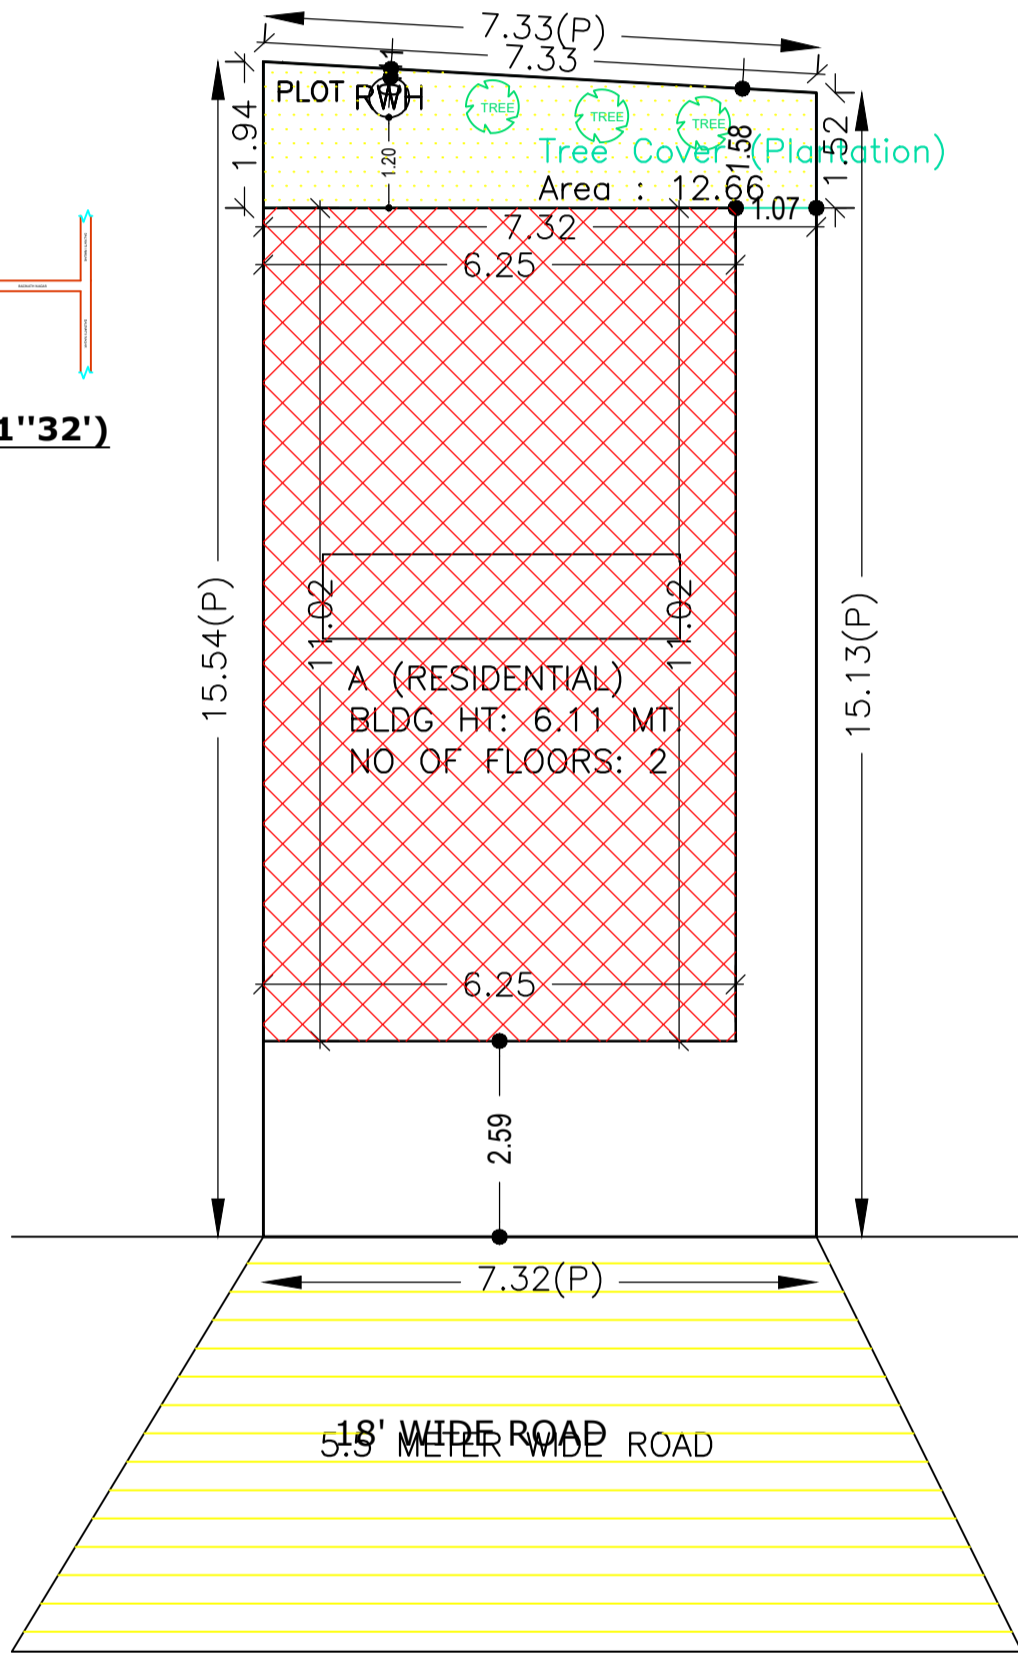 7.33(P)
7.33
PLOT
RWH
TREE
TREE
TREE
1.94
1.20
1.58
1.52
Tree Cover (Plantation)
Area : 12.66
1.07
7.32
6.25
1''32')
11.02
11.02
15.54(P)
15.13(P)
A (RESIDENTIAL)
BLDG HT: 6.11 MT.
NO OF FLOORS: 2
6.25
2.59
7.32(P)
18' WIDE ROAD
5.5 METER WIDE ROAD